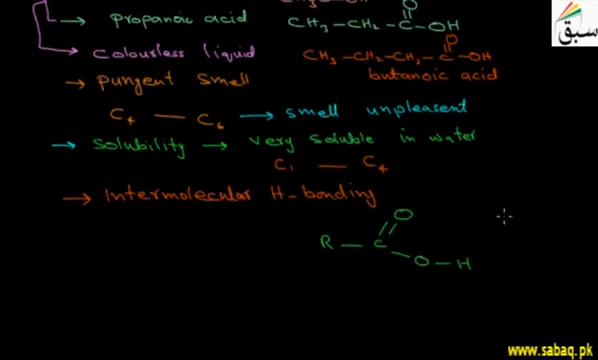 → propanoic acid CH₃–CH₂–C(=O)–OH
سبق
→ Colourless liquid CH₃–CH₂–CH₂–C(=O)–OH
→ pungent smell butanoic acid
C₄ — C₆ → smell unpleasent
→ solubility → very soluble in water
C₁ — C₄
→ Intermolecular H-bonding
O
R — C
O — H
www.sabaq.pk